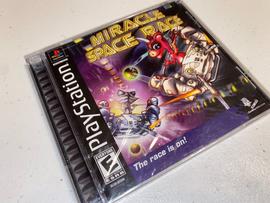 MIRACLE
SPACE RACE
PlayStation
The race is on!
E